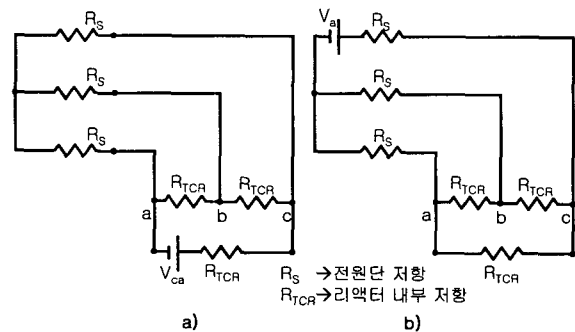 R_S
R_S
R_S
R_TCR R_TCR
a b c
V_ca R_TCR
a)
V_a R_S
R_S
R_S
R_TCR R_TCR
a b c
R_TCR
b)
R_S →전원단 저항
R_TCR→리액터 내부 저항